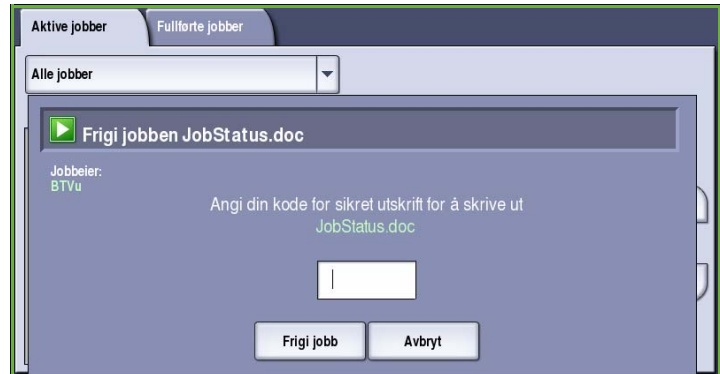 Aktive jobber
Fullførte jobber
Alle jobber
Frigi jobben JobStatus.doc
Jobbeier:
BTVu
Angi din kode for sikret utskrift for å skrive ut
JobStatus.doc
Frigi jobb
Avbryt